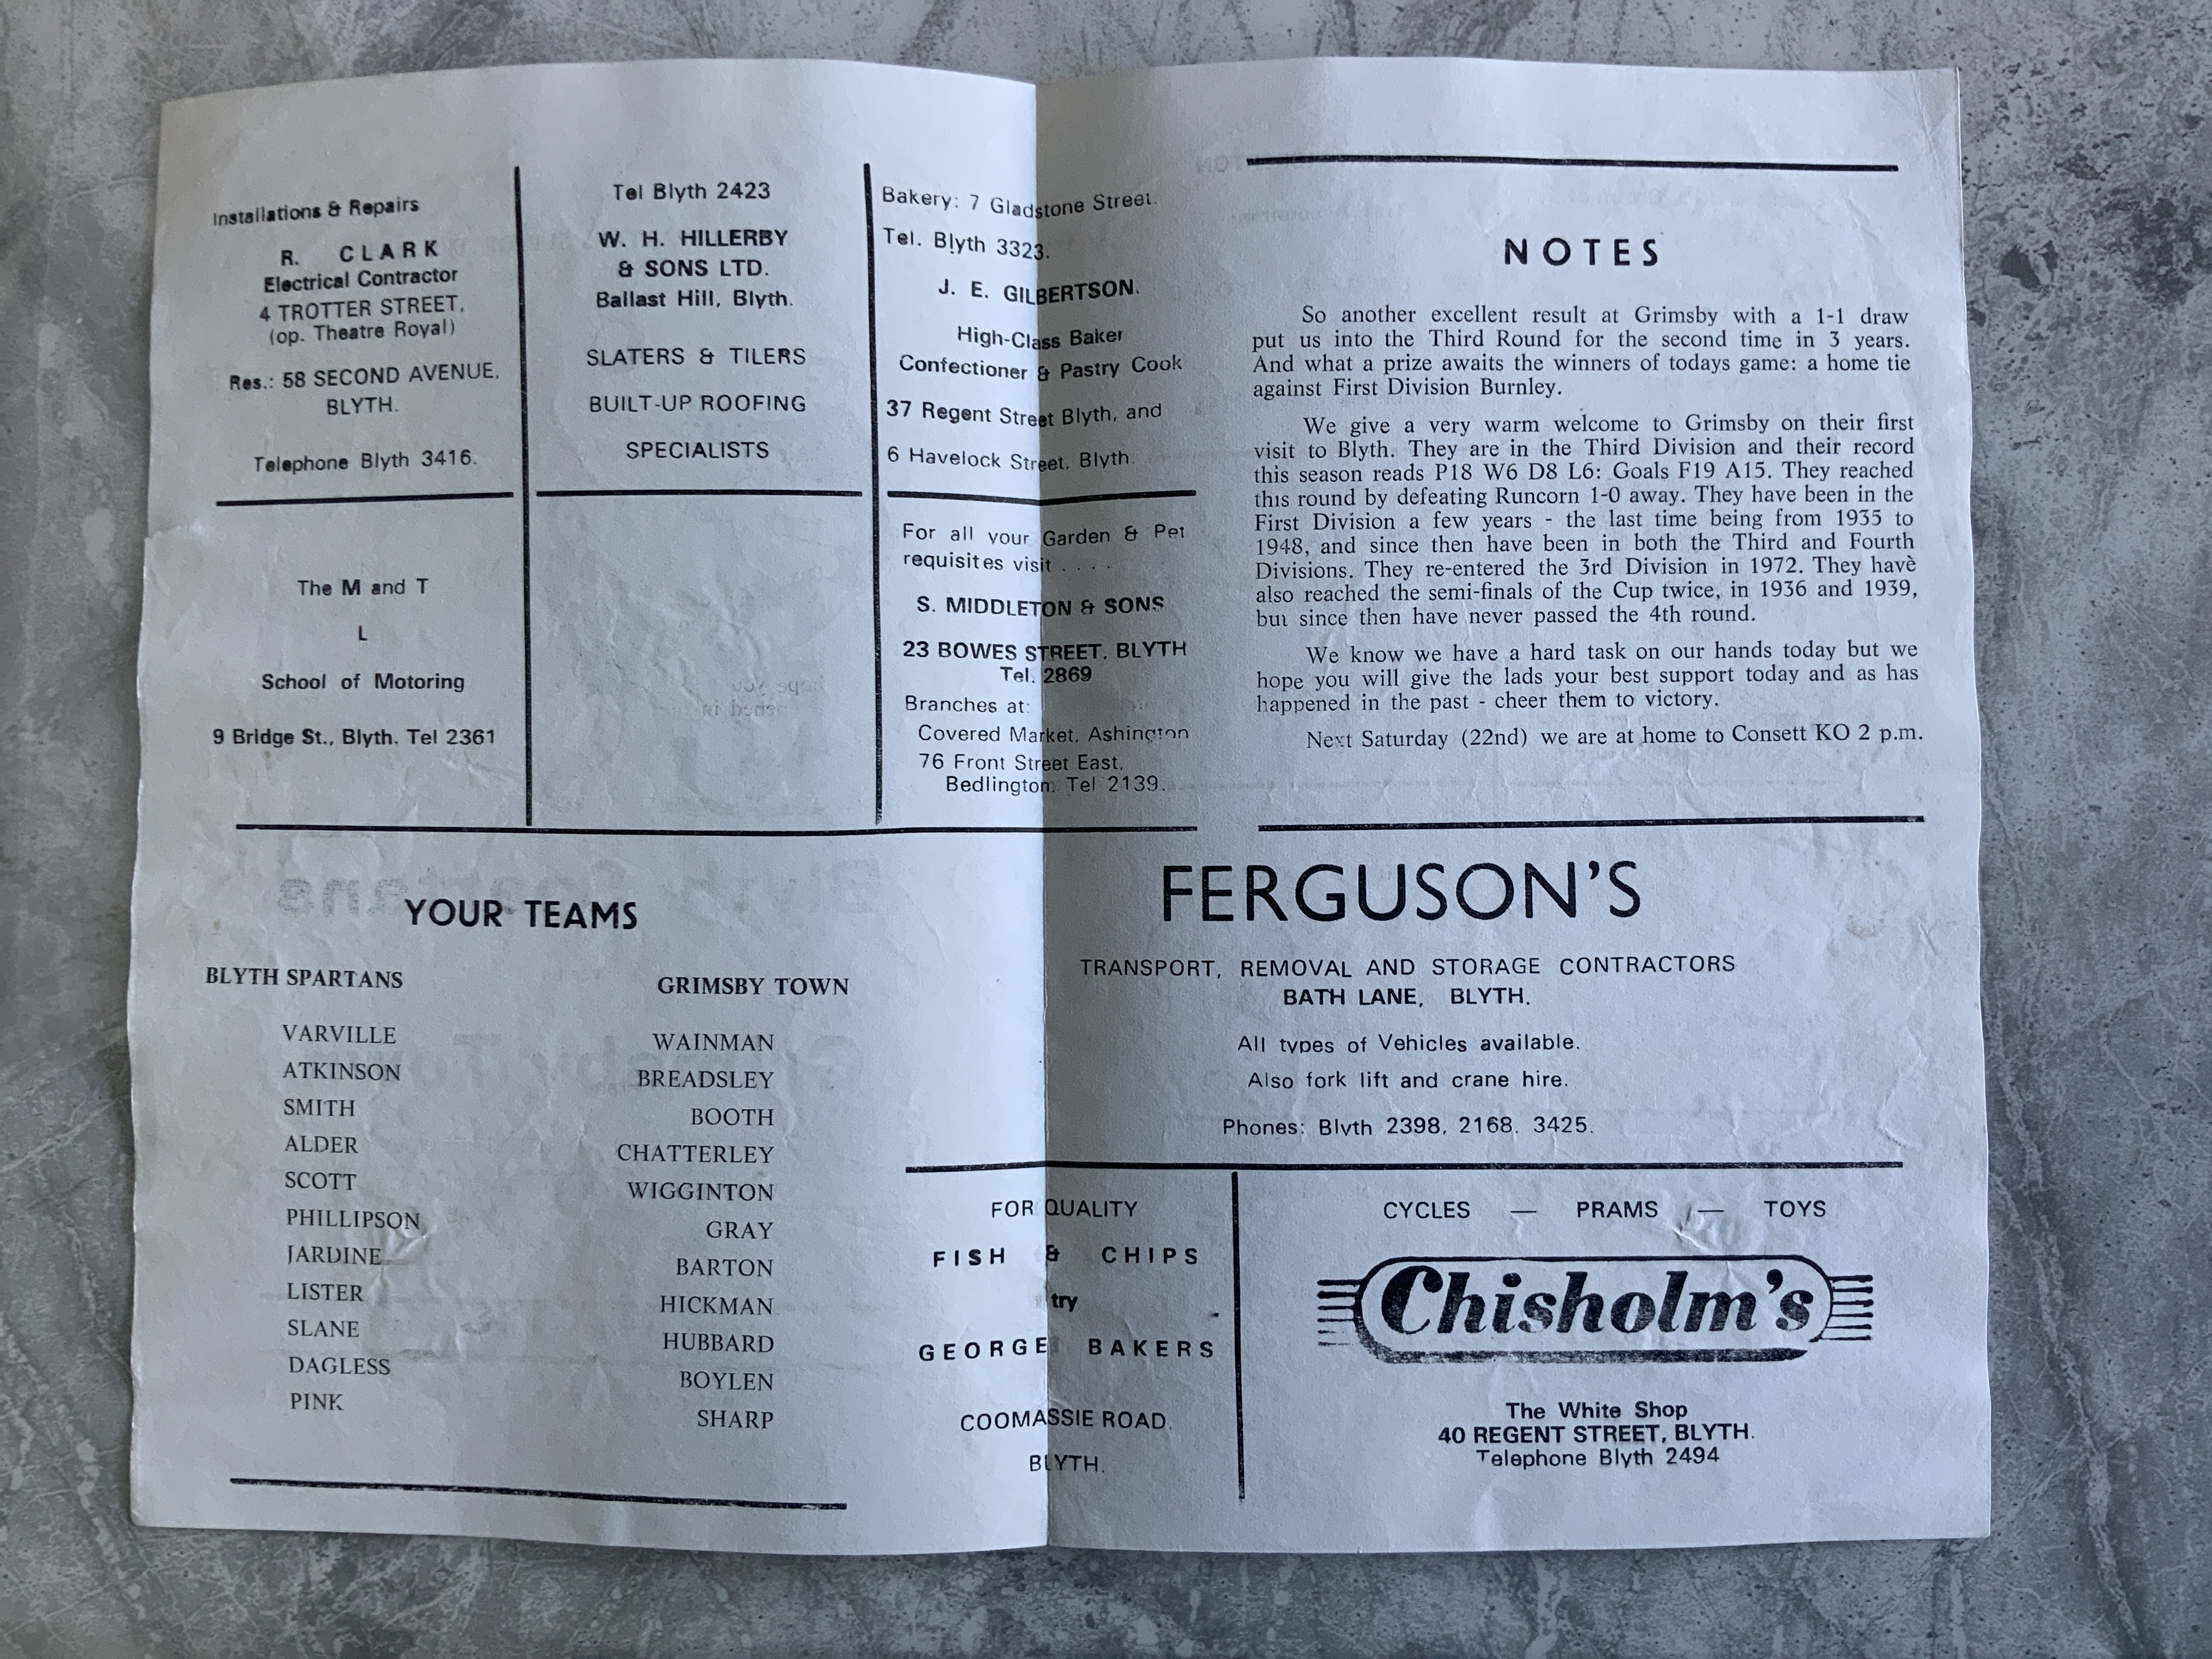 Installations & Repairs
R. CLARK
Electrical Contractor
4 TROTTER STREET,
(op. Theatre Royal)
Res.: 58 SECOND AVENUE,
BLYTH.
Telephone Blyth 3416.
Tel Blyth 2423
W. H. HILLERBY
& SONS LTD.
Ballast Hill, Blyth.
SLATERS & TILERS
BUILT-UP ROOFING
SPECIALISTS
Bakery: 7 Gladstone Street.
Tel. Blyth 3323.
J. E. GILBERTSON.
High-Class Baker
Confectioner & Pastry Cook
37 Regent Street Blyth, and
6 Havelock Street, Blyth.
The M and T
L
School of Motoring
9 Bridge St., Blyth. Tel 2361
For all your Garden & Pet
requisites visit . . . .
S. MIDDLETON & SONS
23 BOWES STREET, BLYTH
Tel. 2869
Branches at:
Covered Market, Ashington
76 Front Street East,
Bedlington. Tel 2139.
YOUR TEAMS
BLYTH SPARTANS
VARVILLE
ATKINSON
SMITH
ALDER
SCOTT
PHILLIPSON
JARDINE
LISTER
SLANE
DAGLESS
PINK
GRIMSBY TOWN
WAINMAN
BREADSLEY
BOOTH
CHATTERLEY
WIGGINTON
GRAY
BARTON
HICKMAN
HUBBARD
BOYLEN
SHARP
NOTES
So another excellent result at Grimsby with a 1-1 draw
put us into the Third Round for the second time in 3 years.
And what a prize awaits the winners of todays game: a home tie
against First Division Burnley.
We give a very warm welcome to Grimsby on their first
visit to Blyth. They are in the Third Division and their record
this season reads P18 W6 D8 L6: Goals F19 A15. They reached
this round by defeating Runcorn 1-0 away. They have been in the
First Division a few years - the last time being from 1935 to
1948, and since then have been in both the Third and Fourth
Divisions. They re-entered the 3rd Division in 1972. They have
also reached the semi-finals of the Cup twice, in 1936 and 1939,
but since then have never passed the 4th round.
We know we have a hard task on our hands today but we
hope you will give the lads your best support today and as has
happened in the past - cheer them to victory.
Next Saturday (22nd) we are at home to Consett KO 2 p.m.
FERGUSON'S
TRANSPORT, REMOVAL AND STORAGE CONTRACTORS
BATH LANE, BLYTH.
All types of Vehicles available.
Also fork lift and crane hire.
Phones: Blyth 2398, 2168, 3425.
FOR QUALITY
FISH & CHIPS
try
GEORGE BAKERS
COOMASSIE ROAD.
BLYTH.
CYCLES — PRAMS — TOYS
Chisholm's
The White Shop
40 REGENT STREET, BLYTH.
Telephone Blyth 2494